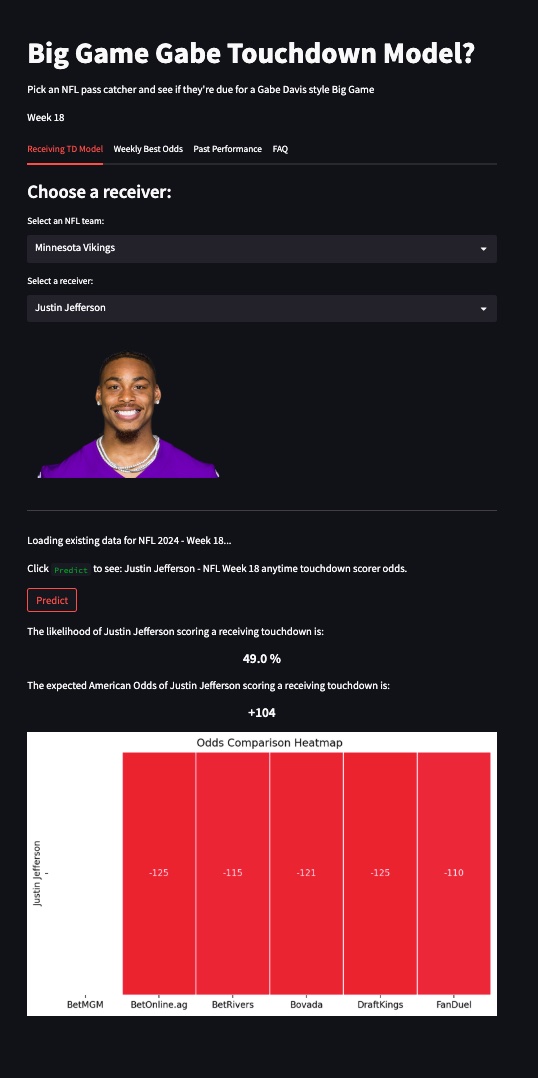 Big Game Gabe Touchdown Model?
Pick an NFL pass catcher and see if they're due for a Gabe Davis style Big Game
Week 18
Receiving TD Model Weekly Best Odds Past Performance FAQ
Choose a receiver:
Select an NFL team:
Minnesota Vikings
Select a receiver:
Justin Jefferson
Loading existing data for NFL 2024 - Week 18...
Click Predict to see: Justin Jefferson - NFL Week 18 anytime touchdown scorer odds.
Predict
The likelihood of Justin Jefferson scoring a receiving touchdown is:
49.0 %
The expected American Odds of Justin Jefferson scoring a receiving touchdown is:
+104
Odds Comparison Heatmap
Justin Jefferson
-125 -115 -121 -125 -110
BetMGM BetOnline.ag BetRivers Bovada DraftKings FanDuel